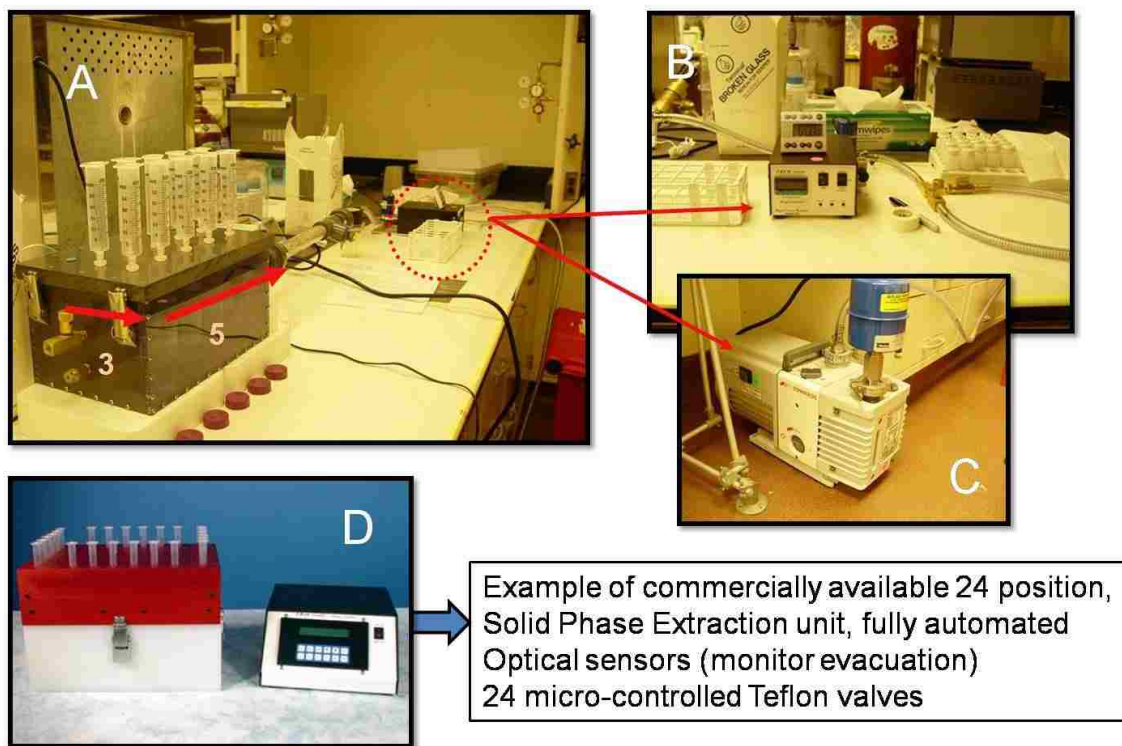 A
3
5
B
BROKEN GLASS
C
D
Example of commercially available 24 position,
Solid Phase Extraction unit, fully automated
Optical sensors (monitor evacuation)
24 micro-controlled Teflon valves